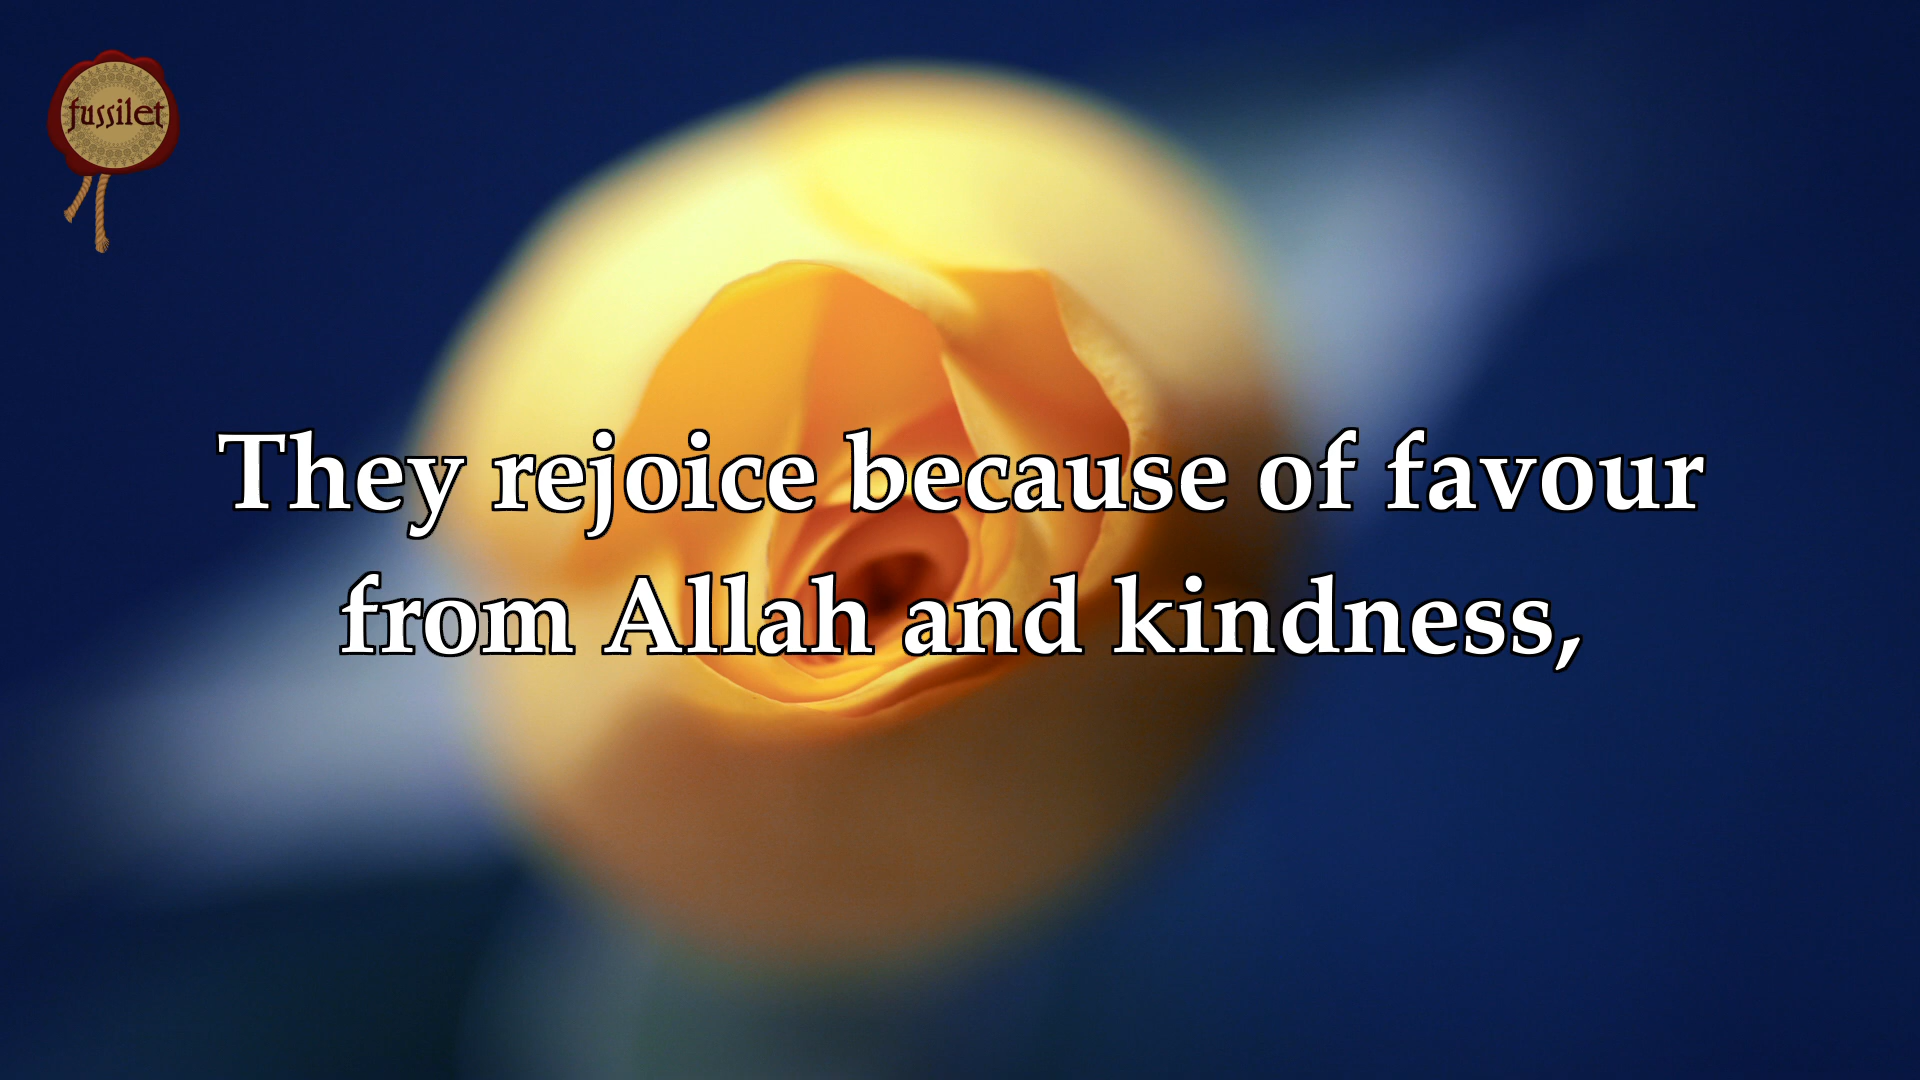 fussilet
They rejoice because of favour
from Allah and kindness,